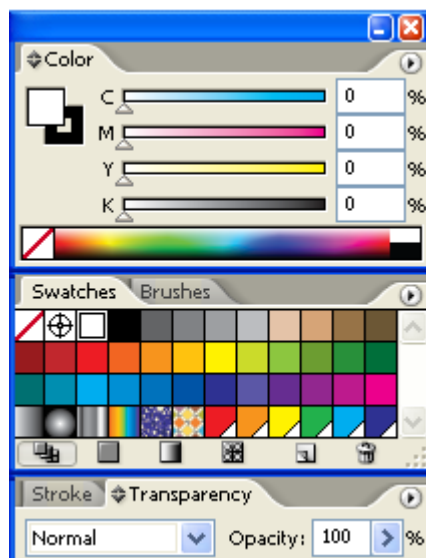 Color
C 0 %
M 0 %
Y 0 %
K 0 %
Swatches Brushes
Stroke Transparency
Normal Opacity: 100 %